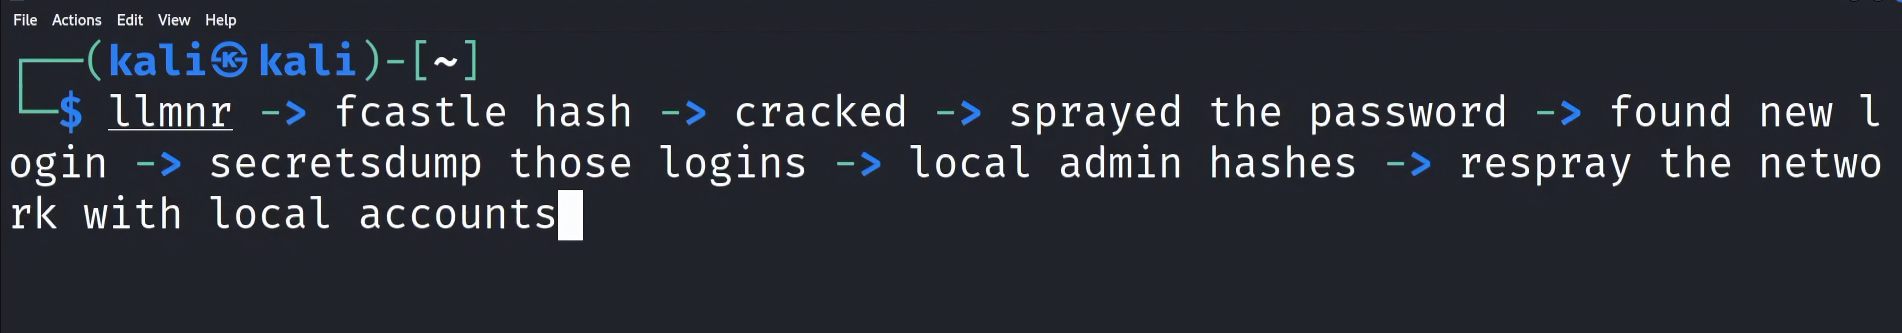 File Actions Edit View Help
┌──(kali㉿kali)-[~]
└─$ llmnr -> fcastle hash -> cracked -> sprayed the password -> found new l
ogin -> secretsdump those logins -> local admin hashes -> respray the netwo
rk with local accounts